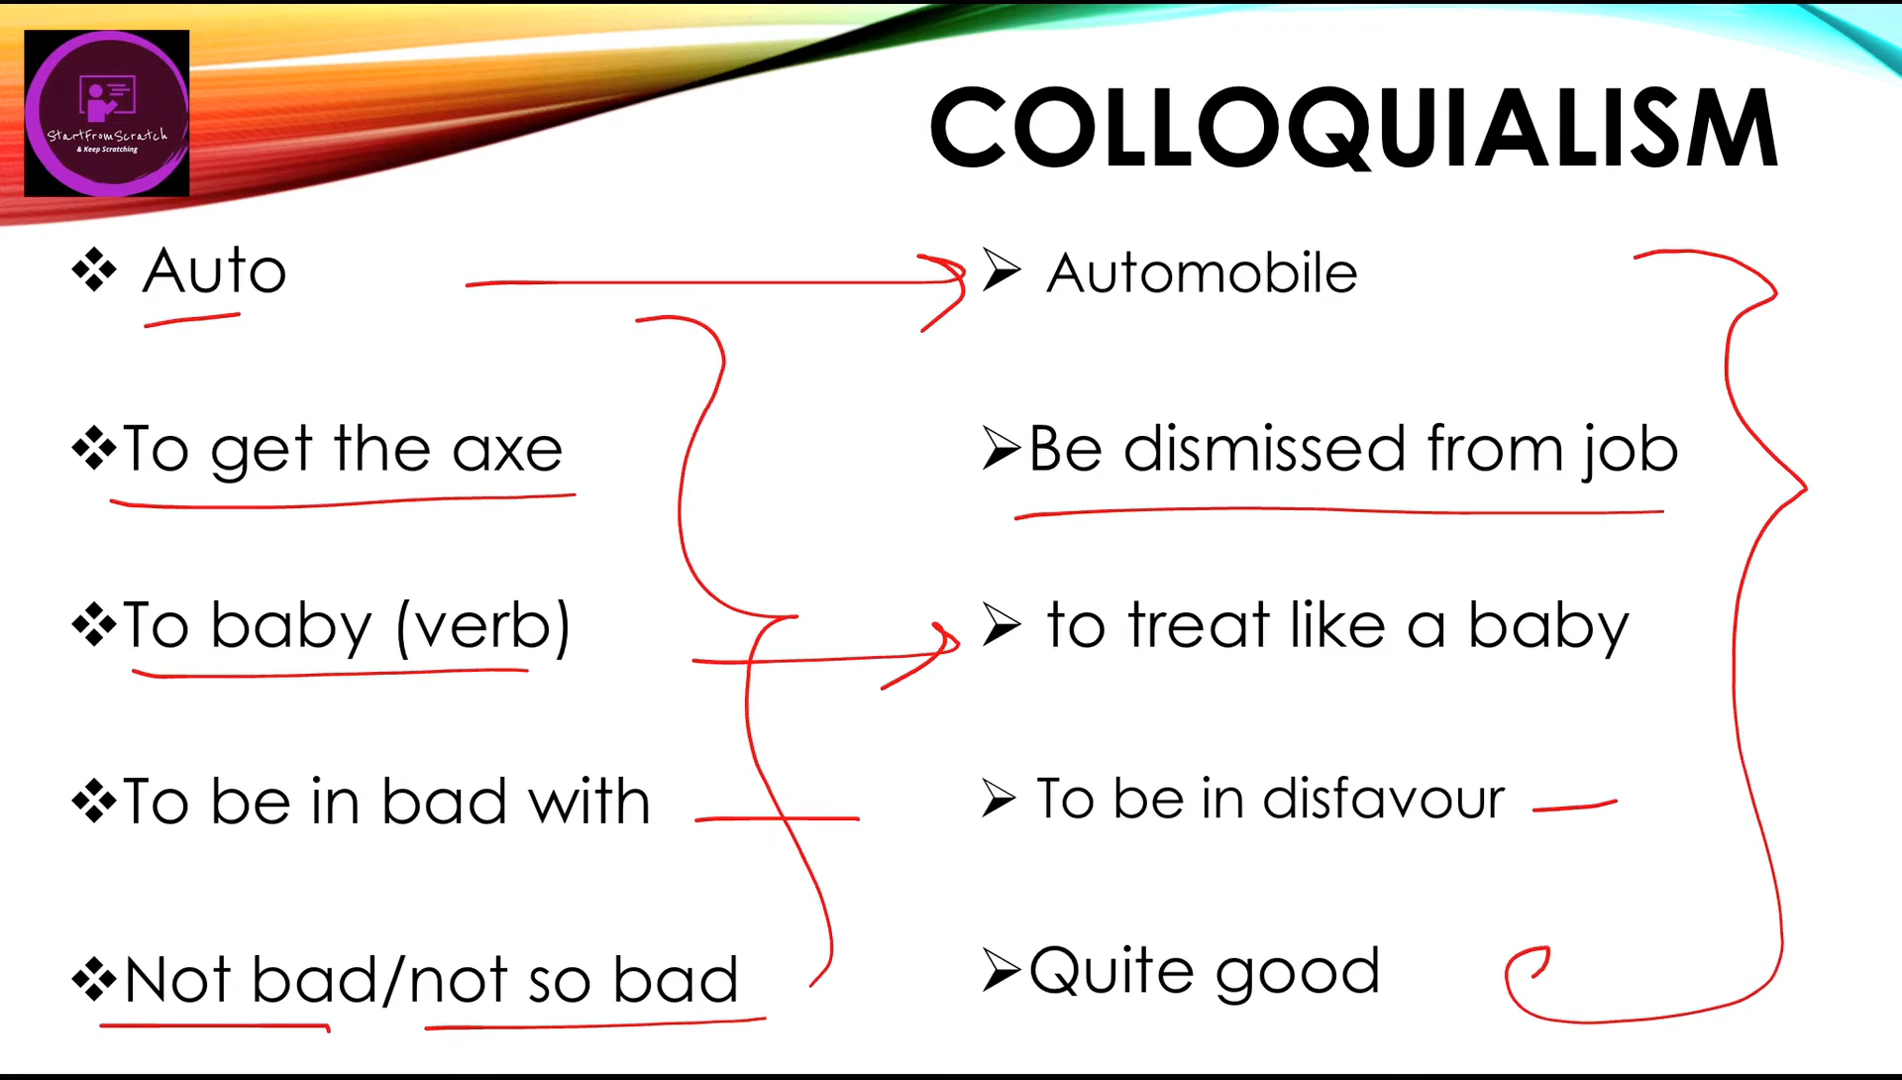 StartFromScratch
& Keep Scratching
COLLOQUIALISM
Auto
Automobile
To get the axe
Be dismissed from job
To baby (verb)
to treat like a baby
To be in bad with
To be in disfavour
Not bad/not so bad
Quite good